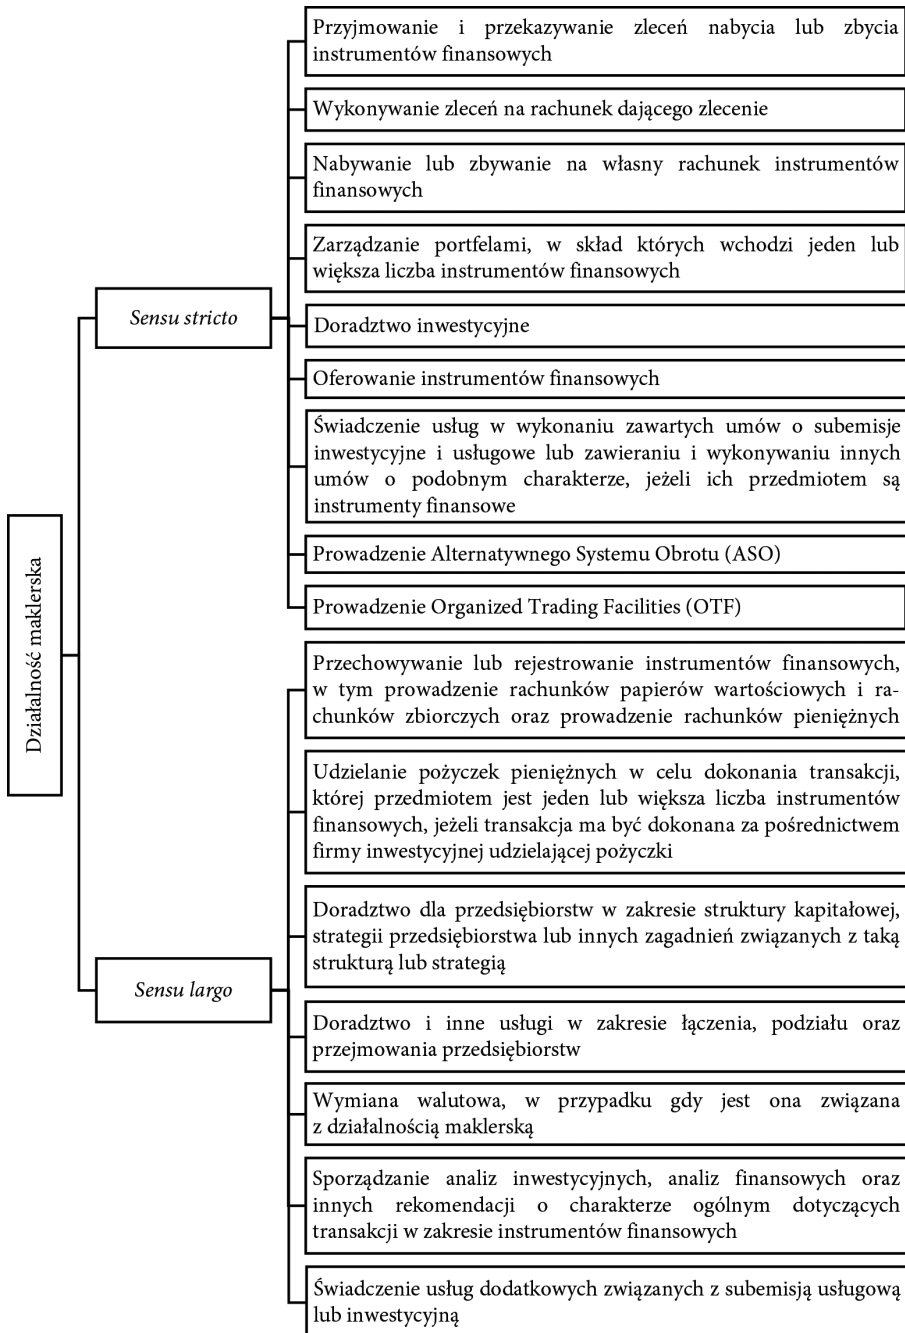 Działalność maklerska
Sensu stricto
Przyjmowanie i przekazywanie zleceń nabycia lub zbycia
instrumentów finansowych
Wykonywanie zleceń na rachunek dającego zlecenie
Nabywanie lub zbywanie na własny rachunek instrumentów
finansowych
Zarządzanie portfelami, w skład których wchodzi jeden lub
większa liczba instrumentów finansowych
Doradztwo inwestycyjne
Oferowanie instrumentów finansowych
Świadczenie usług w wykonaniu zawartych umów o subemisje
inwestycyjne i usługowe lub zawieraniu i wykonywaniu innych
umów o podobnym charakterze, jeżeli ich przedmiotem są
instrumenty finansowe
Prowadzenie Alternatywnego Systemu Obrotu (ASO)
Prowadzenie Organized Trading Facilities (OTF)
Sensu largo
Przechowywanie lub rejestrowanie instrumentów finansowych,
w tym prowadzenie rachunków papierów wartościowych i ra-
chunków zbiorczych oraz prowadzenie rachunków pieniężnych
Udzielanie pożyczek pieniężnych w celu dokonania transakcji,
której przedmiotem jest jeden lub większa liczba instrumentów
finansowych, jeżeli transakcja ma być dokonana za pośrednictwem
firmy inwestycyjnej udzielającej pożyczki
Doradztwo dla przedsiębiorstw w zakresie struktury kapitałowej,
strategii przedsiębiorstwa lub innych zagadnień związanych z taką
strukturą lub strategią
Doradztwo i inne usługi w zakresie łączenia, podziału oraz
przejmowania przedsiębiorstw
Wymiana walutowa, w przypadku gdy jest ona związana
z działalnością maklerską
Sporządzanie analiz inwestycyjnych, analiz finansowych oraz
innych rekomendacji o charakterze ogólnym dotyczących
transakcji w zakresie instrumentów finansowych
Świadczenie usług dodatkowych związanych z subemisją usługową
lub inwestycyjną